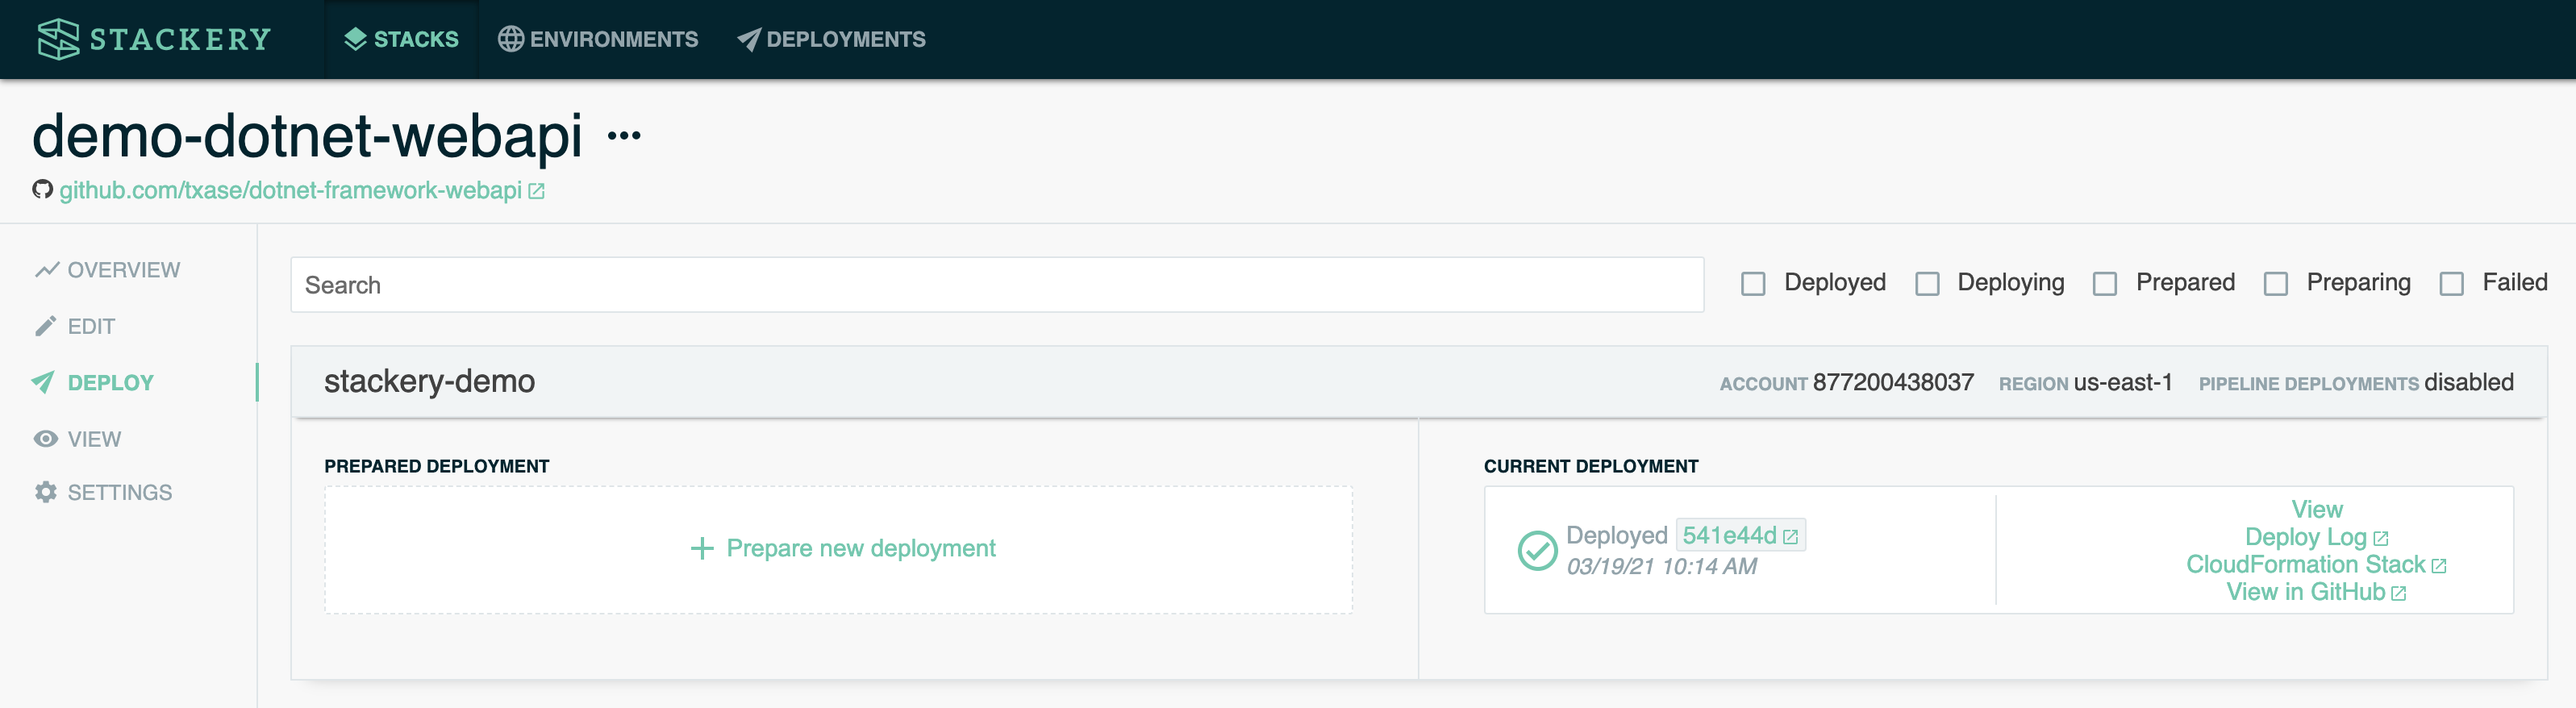 STACKERY STACKS ENVIRONMENTS DEPLOYMENTS
demo-dotnet-webapi ...
github.com/txase/dotnet-framework-webapi
OVERVIEW
EDIT
DEPLOY
VIEW
SETTINGS
Search Deployed Deploying Prepared Preparing Failed
stackery-demo ACCOUNT 877200438037 REGION us-east-1 PIPELINE DEPLOYMENTS disabled
PREPARED DEPLOYMENT
+ Prepare new deployment
CURRENT DEPLOYMENT
Deployed 541e44d
03/19/21 10:14 AM
View
Deploy Log
CloudFormation Stack
View in GitHub